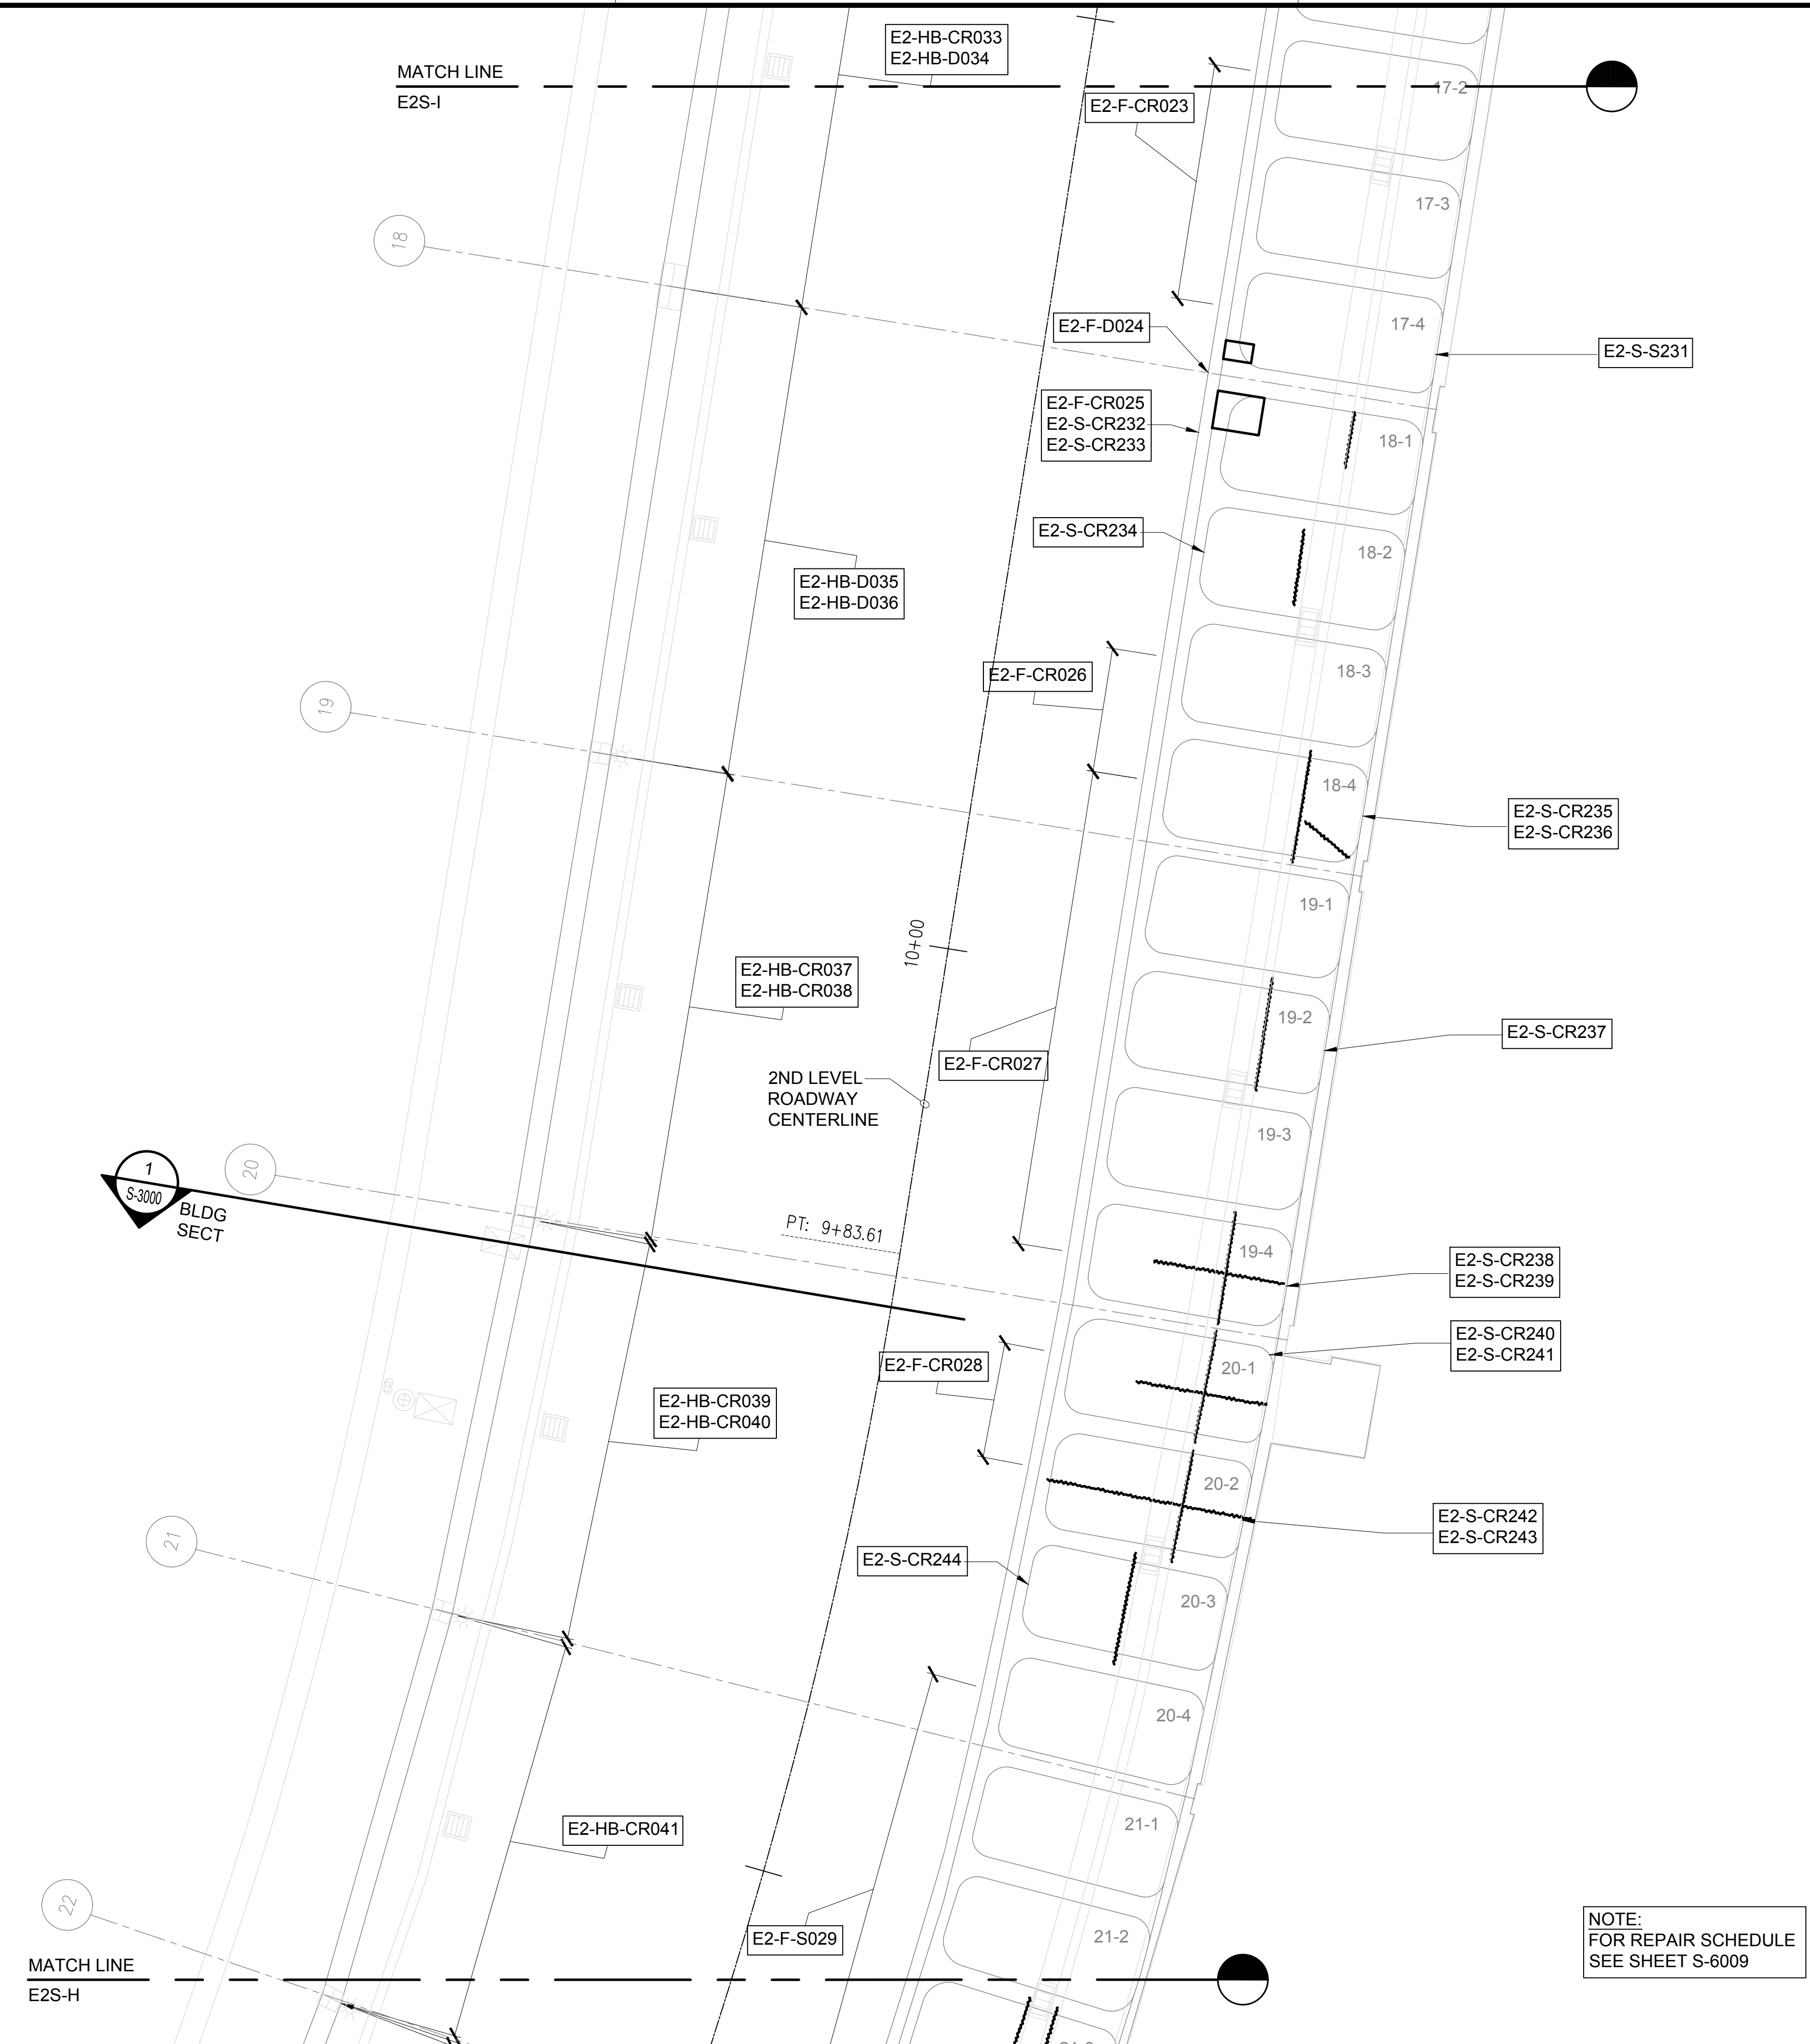 E2-HB-CR033
E2-HB-D034
MATCH LINE
E2S-I
17-2
E2-F-CR023
17-3
18
17-4
E2-F-D024
E2-S-S231
E2-F-CR025
E2-S-CR232
E2-S-CR233
18-1
E2-S-CR234
18-2
E2-HB-D035
E2-HB-D036
E2-F-CR026
18-3
19
18-4
E2-S-CR235
E2-S-CR236
19-1
10+00
E2-HB-CR037
E2-HB-CR038
19-2
E2-S-CR237
E2-F-CR027
2ND LEVEL
ROADWAY
CENTERLINE
19-3
1
S-3000
BLDG
SECT
20
PT: 9+83.61
19-4
E2-S-CR238
E2-S-CR239
E2-S-CR240
E2-S-CR241
E2-F-CR028
20-1
E2-HB-CR039
E2-HB-CR040
20-2
E2-S-CR242
E2-S-CR243
21
E2-S-CR244
20-3
20-4
E2-HB-CR041
21-1
22
E2-F-S029
21-2
NOTE:
FOR REPAIR SCHEDULE
SEE SHEET S-6009
MATCH LINE
E2S-H